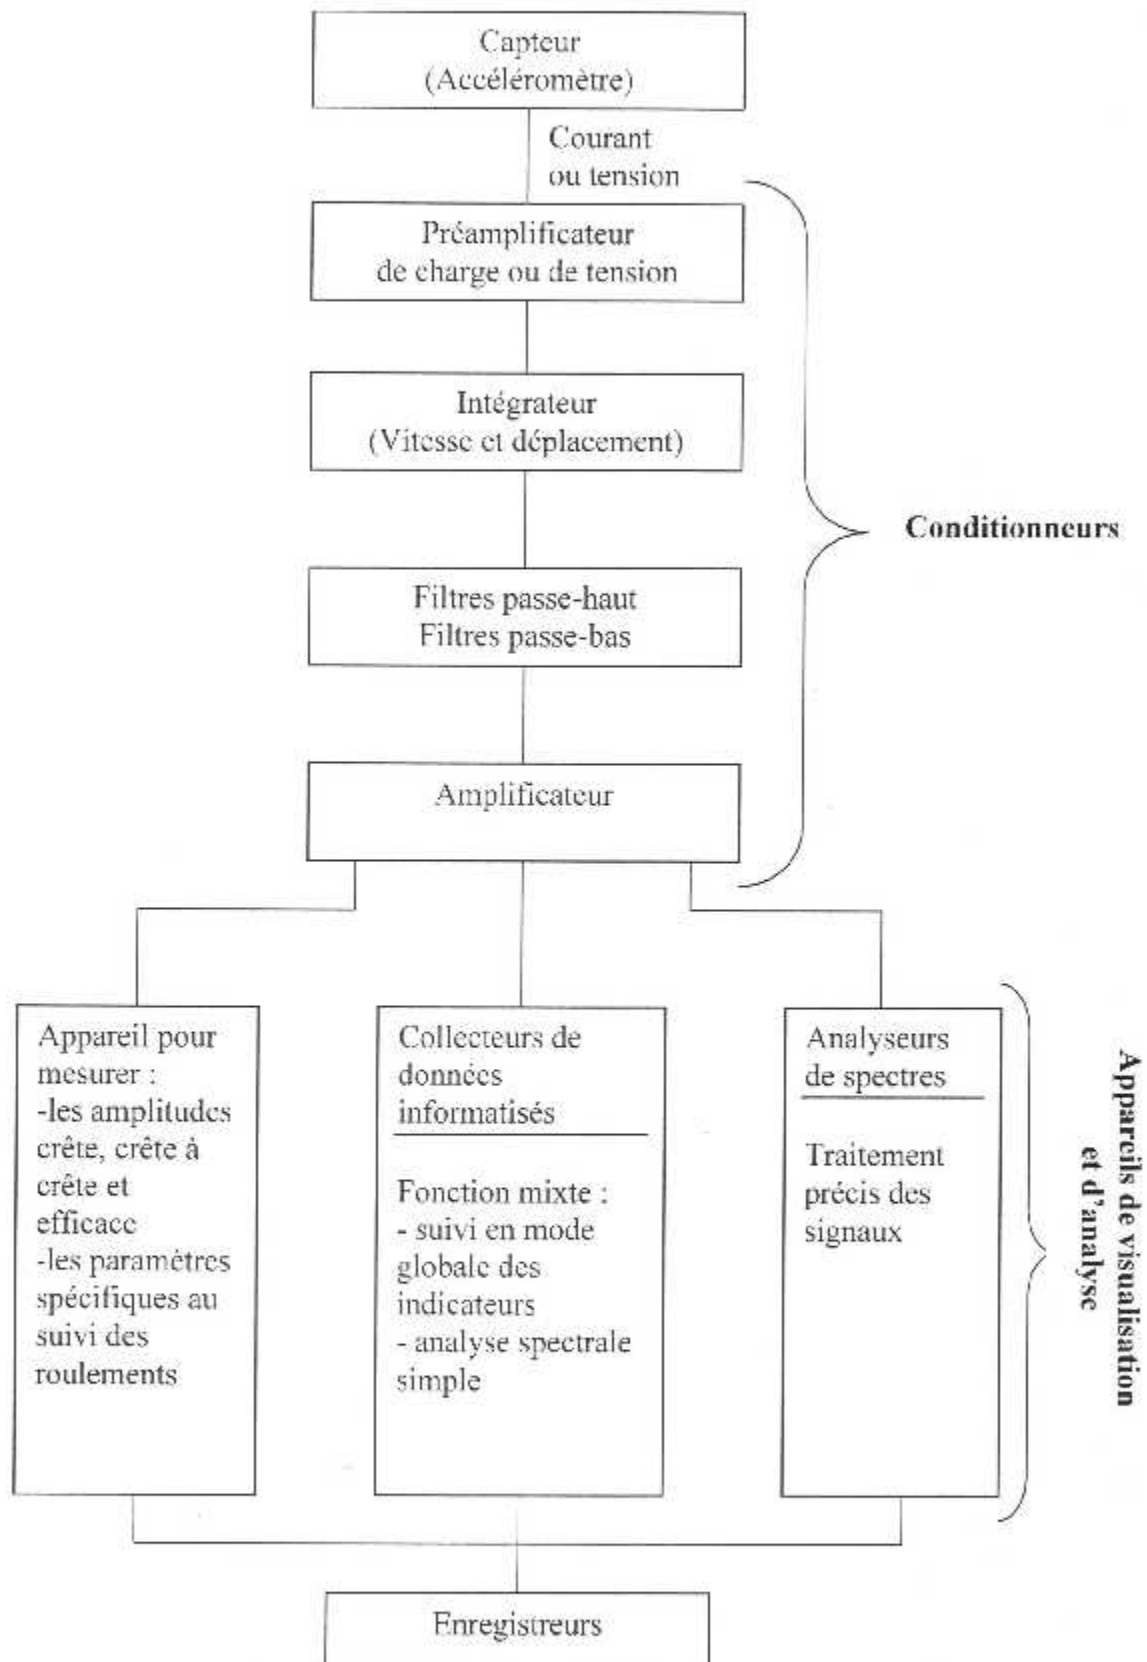 Capteur
(Accéléromètre)
Courant
ou tension
Préamplificateur
de charge ou de tension
Intégrateur
(Vitesse et déplacement)
Conditionneurs
Filtres passe-haut
Filtres passe-bas
Amplificateur
Appareil pour
mesurer :
-les amplitudes
crête, crête à
crête et
efficace
-les paramètres
spécifiques au
suivi des
roulements
Collecteurs de
données
informatisés
Fonction mixte :
- suivi en mode
globale des
indicateurs
- analyse spectrale
simple
Analyseurs
de spectres
Traitement
précis des
signaux
Appareils de visualisation
et d'analyse
Enregistreurs